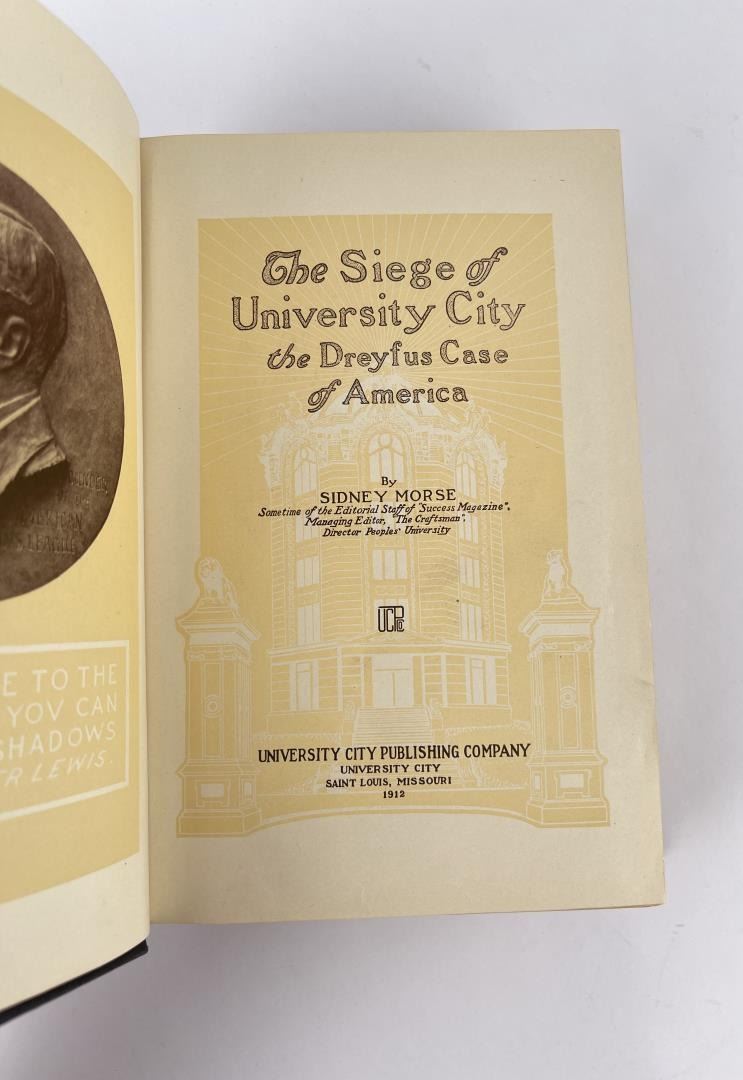 E TO THE
YOV CAN
SHADOWS
R LEWIS.
The Siege of
University City
the Dreyfus Case
of America
By
SIDNEY MORSE
Sometime of the Editorial Staff of "Success Magazine",
Managing Editor, "The Craftsman",
Director Peoples' University
UCPCo
UNIVERSITY CITY PUBLISHING COMPANY
UNIVERSITY CITY
SAINT LOUIS, MISSOURI
1912